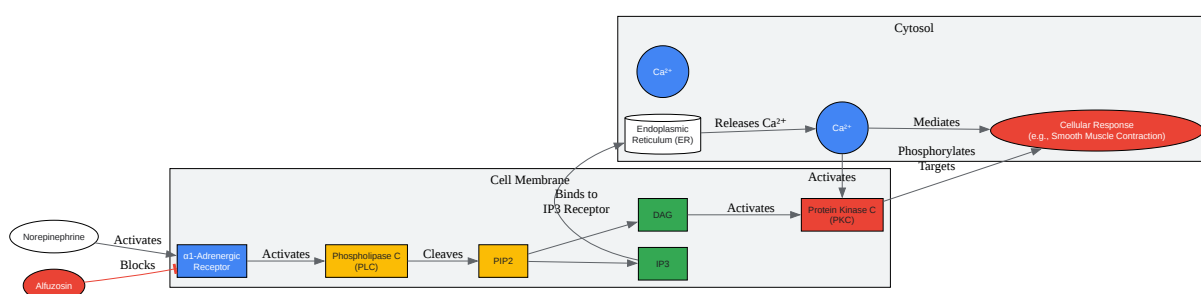 Cytosol
Ca²⁺
Endoplasmic
Reticulum (ER)
Releases Ca²⁺
Ca²⁺
Mediates
Cellular Response
(e.g., Smooth Muscle Contraction)
Phosphorylates
Targets
Activates
Cell Membrane
Binds to
IP3 Receptor
DAG
Activates
Protein Kinase C
(PKC)
Norepinephrine
Activates
α1-Adrenergic
Receptor
Activates
Phospholipase C
(PLC)
Cleaves
PIP2
IP3
Blocks
Alfuzosin